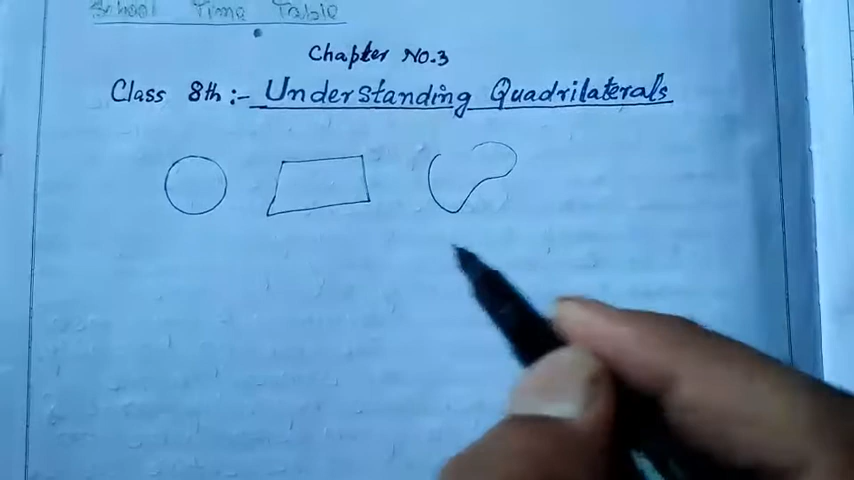 School Time Table
Chapter No.3
Class 8th :- Understanding Quadrilaterals